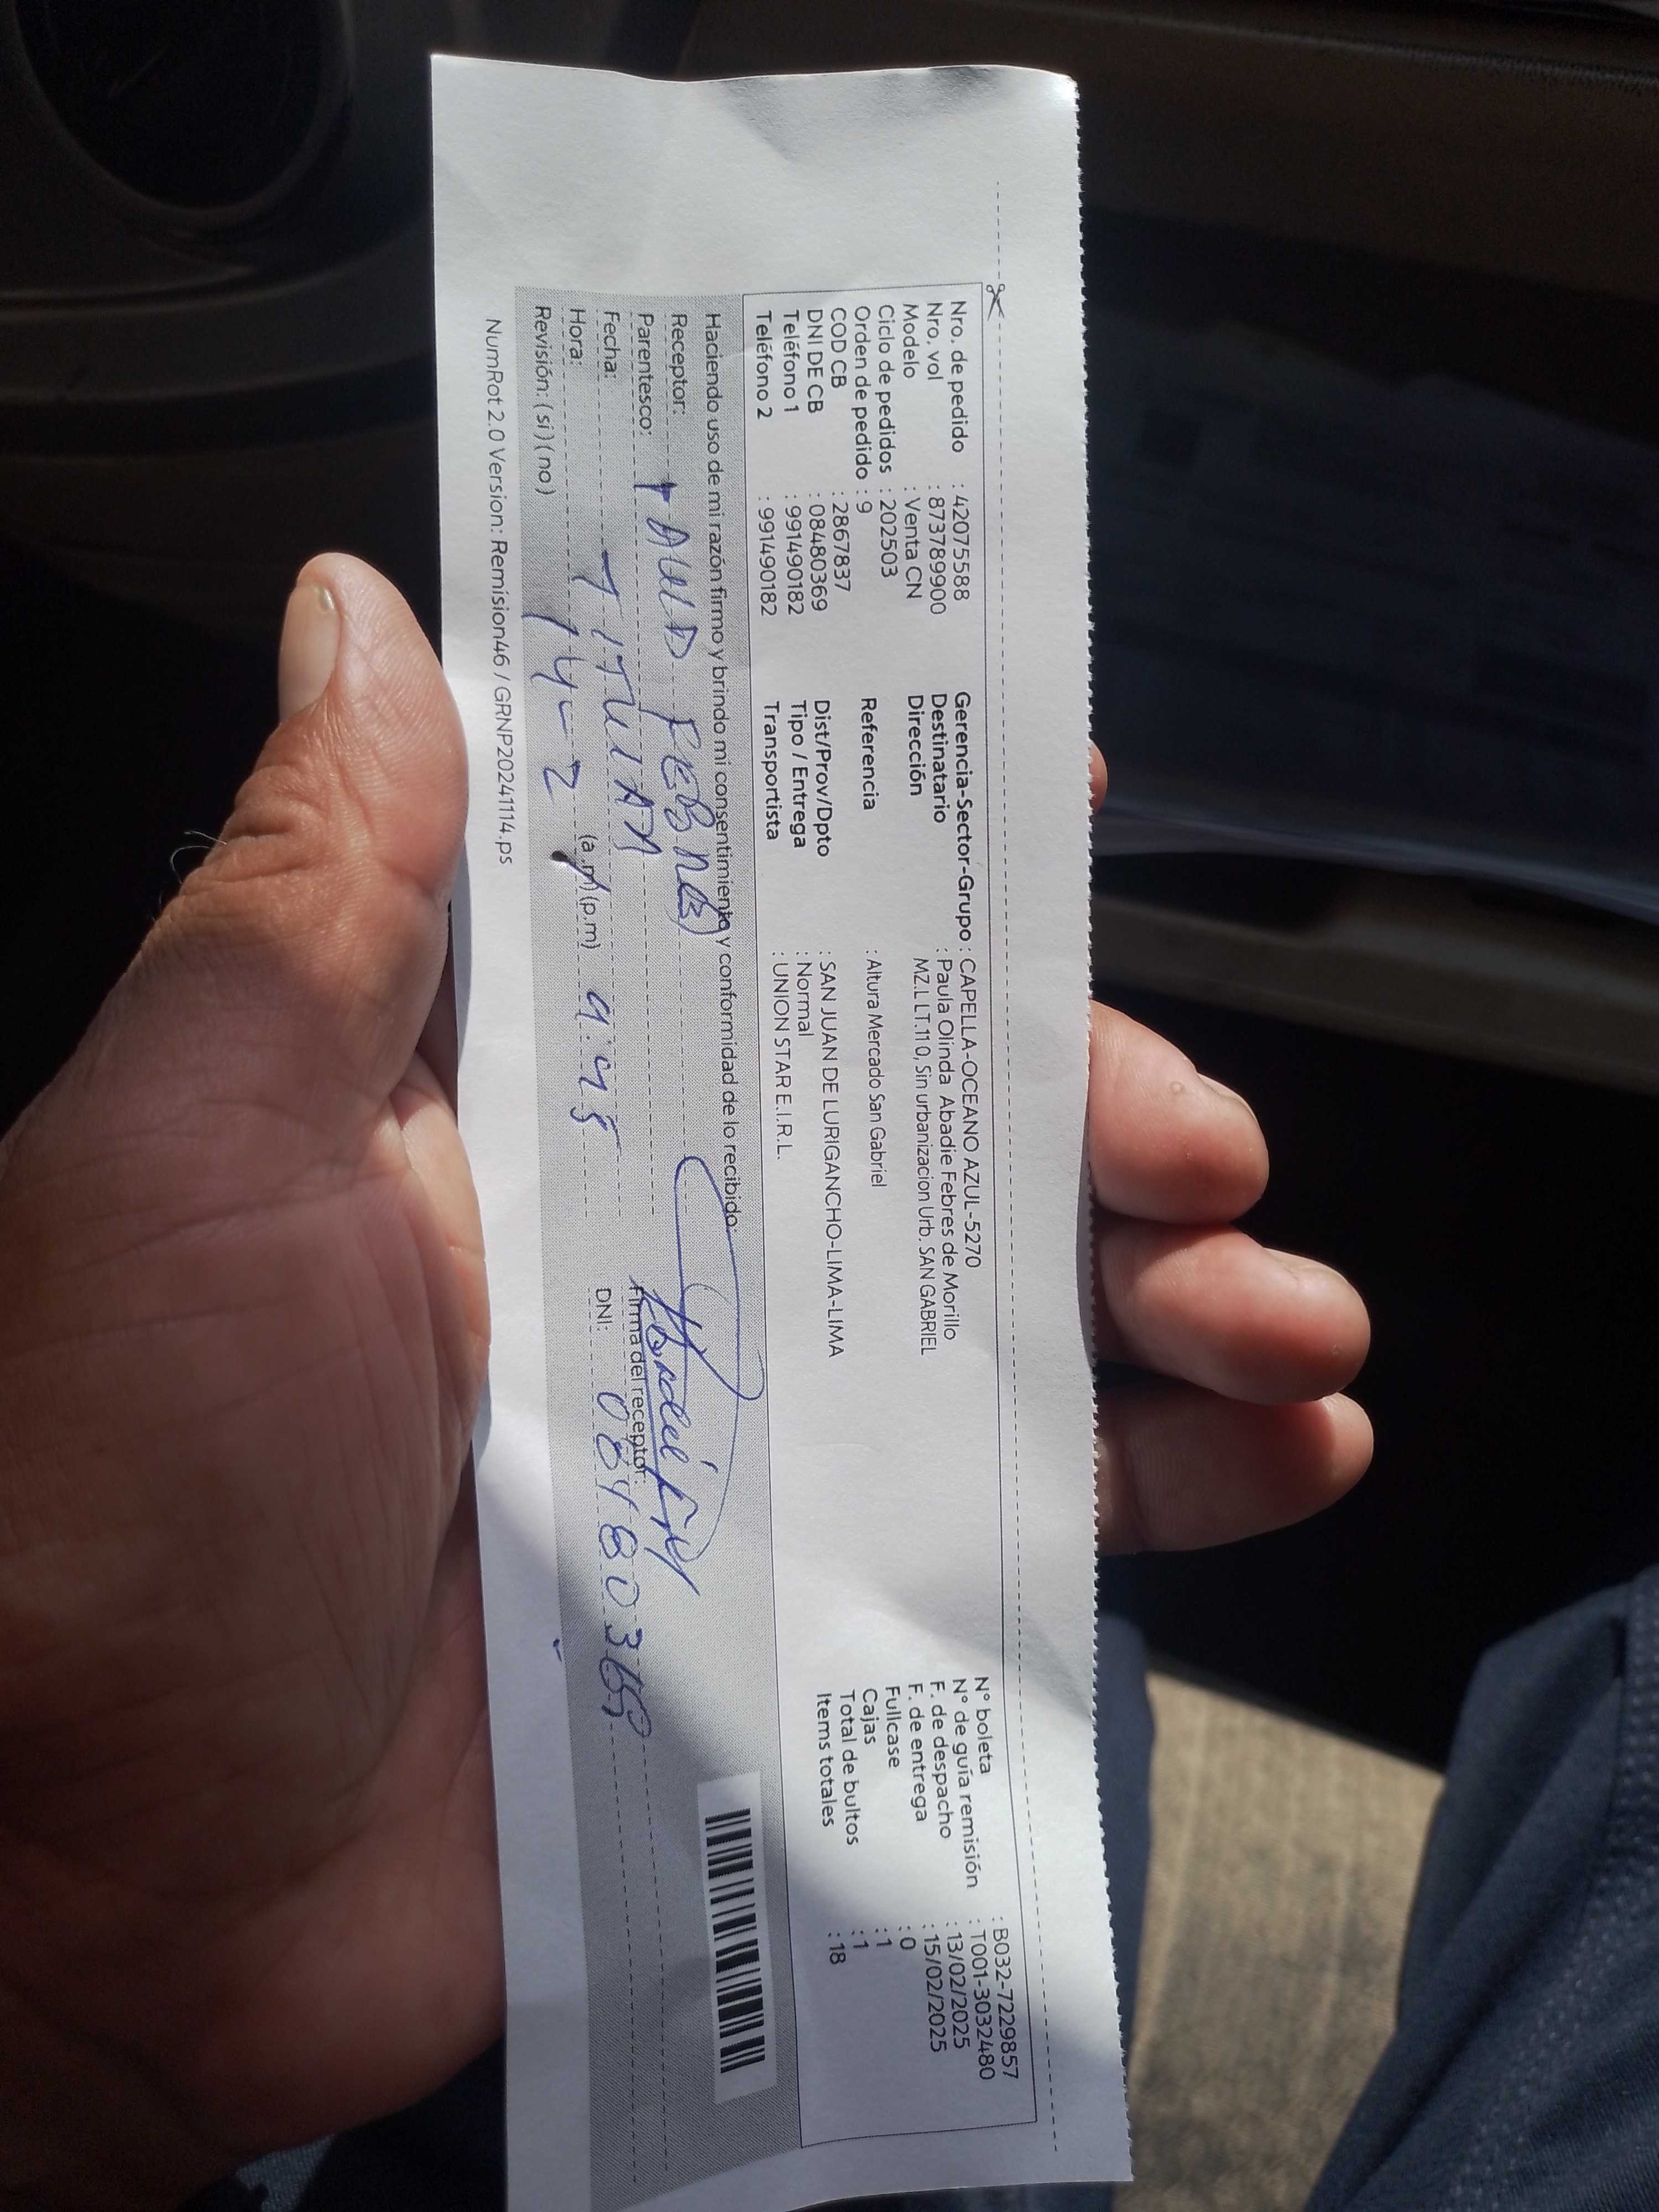 Nro. de pedido : 42075588
Nro. vol : 8737899900
Modelo : Venta CN
Ciclo de pedidos : 202503
Orden de pedido : 9
COD CB : 2867837
DNI DE CB : 08480369
Teléfono 1 : 991490182
Teléfono 2 : 991490182
Gerencia-Sector-Grupo : CAPELLA-OCEANO AZUL-5270
Destinatario : Paula Olinda Abadie Febres de Morillo
Dirección MZ.L LT.11 0, Sin urbanizacion Urb. SAN GABRIEL
Referencia : Altura Mercado San Gabriel
Dist/Prov/Dpto : SAN JUAN DE LURIGANCHO-LIMA-LIMA
Tipo / Entrega : Normal
Transportista : UNION STAR E.I.R.L.
N° boleta : B032-7229857
N° de guía remisión : T001-3032480
F. de despacho : 13/02/2025
F. de entrega : 15/02/2025
Fullcase : 0
Cajas : 1
Total de bultos : 1
Items totales : 18
Haciendo uso de mi razón firmo y brindo mi consentimiento y conformidad de lo recibido:
Receptor:
Parentesco:
Fecha: 14-2
Hora: (a.m) (p.m) 9:45
Revisión: (si) (no)
Firma del receptor:
DNI: 08480369
NumRot 2.0 Version: Remision46 / GRNP20241114.ps